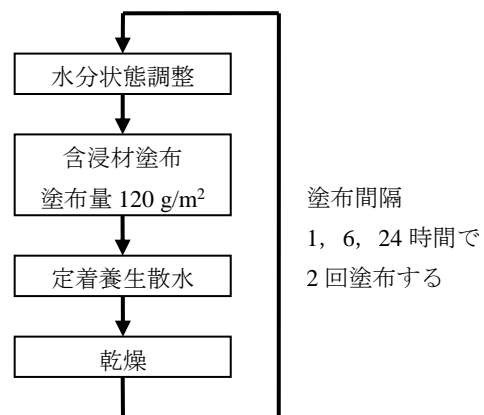 水分状態調整
含浸材塗布
塗布量 120 g/m²
定着養生散水
乾燥
塗布間隔
1，6，24 時間で
2 回塗布する